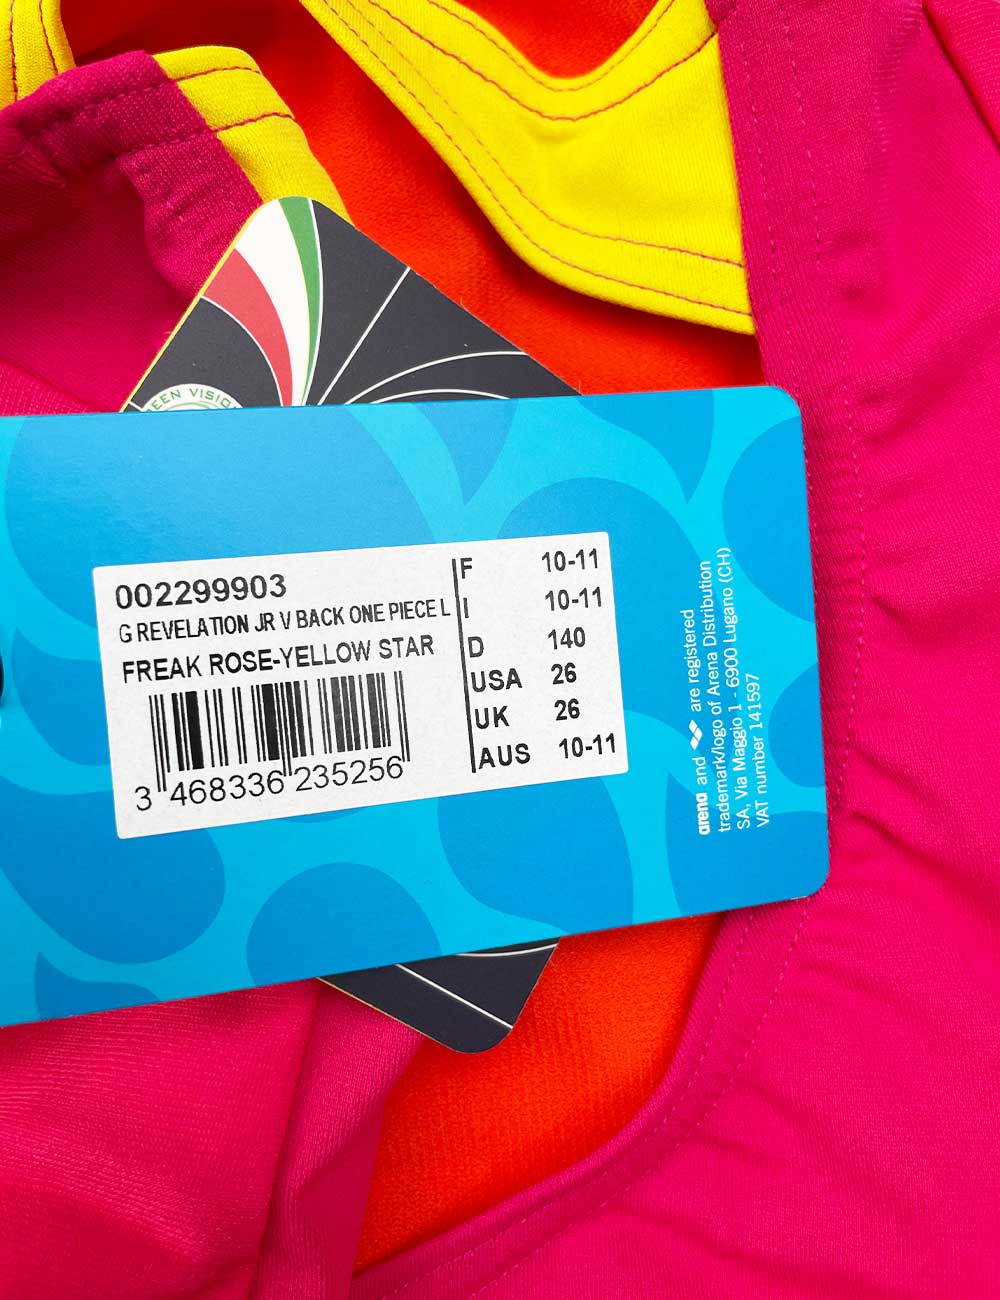 EEN VISIO
002299903
G REVELATION JR V BACK ONE PIECE L
FREAK ROSE-YELLOW STAR
3 468336 235256
F 10-11
I 10-11
D 140
USA 26
UK 26
AUS 10-11
arena and are registered
trademark/logo of Arena Distribution
SA, Via Maggio 1 - 6900 Lugano (CH)
VAT number 141597